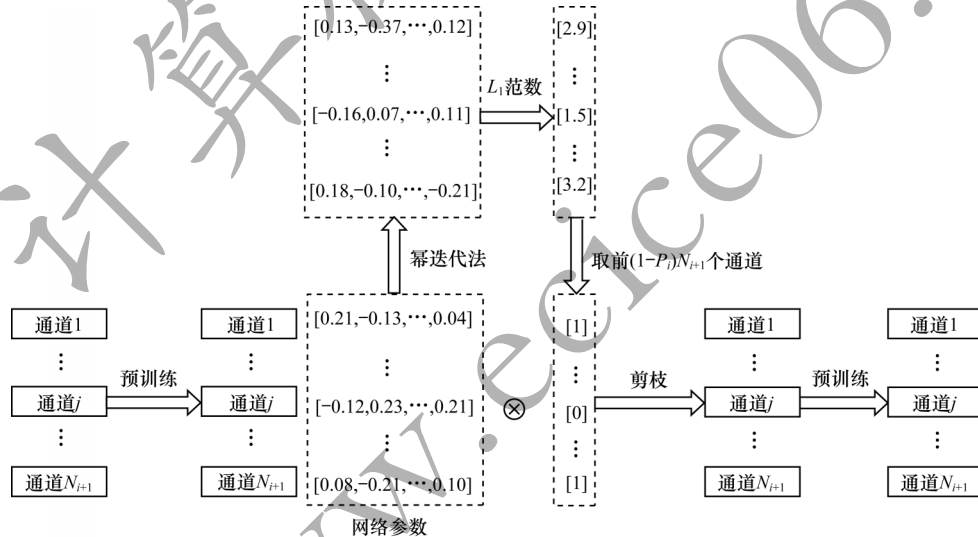 [0.13,−0.37,⋯,0.12]
⋮
[−0.16,0.07,⋯,0.11]
⋮
[0.18,−0.10,⋯,−0.21]
L₁范数
[2.9]
⋮
[1.5]
⋮
[3.2]
幂迭代法
取前(1−Pᵢ)Nᵢ₊₁个通道
通道1
⋮
通道j
⋮
通道Nᵢ₊₁
预训练
通道1
⋮
通道j
⋮
通道Nᵢ₊₁
[0.21,−0.13,⋯,0.04]
⋮
[−0.12,0.23,⋯,0.21]
⋮
[0.08,−0.21,⋯,0.10]
网络参数
⊗
[1]
⋮
[0]
⋮
[1]
剪枝
通道1
⋮
通道j
⋮
通道Nᵢ₊₁
预训练
通道1
⋮
通道j
⋮
通道Nᵢ₊₁
计算
w.ecice06.